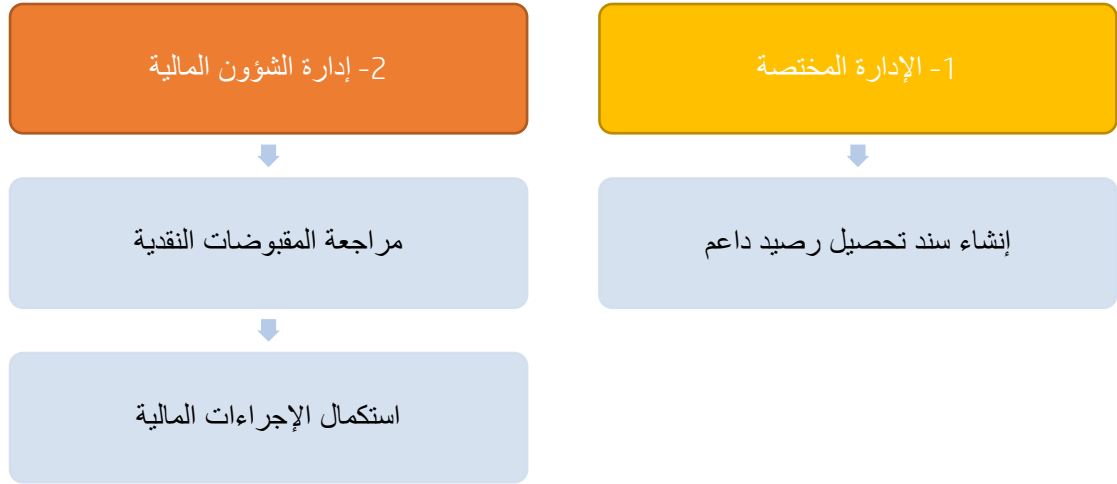 1- الإدارة المختصة
إنشاء سند تحصيل رصيد داعم
2- إدارة الشؤون المالية
مراجعة المقبوضات النقدية
استكمال الإجراءات المالية